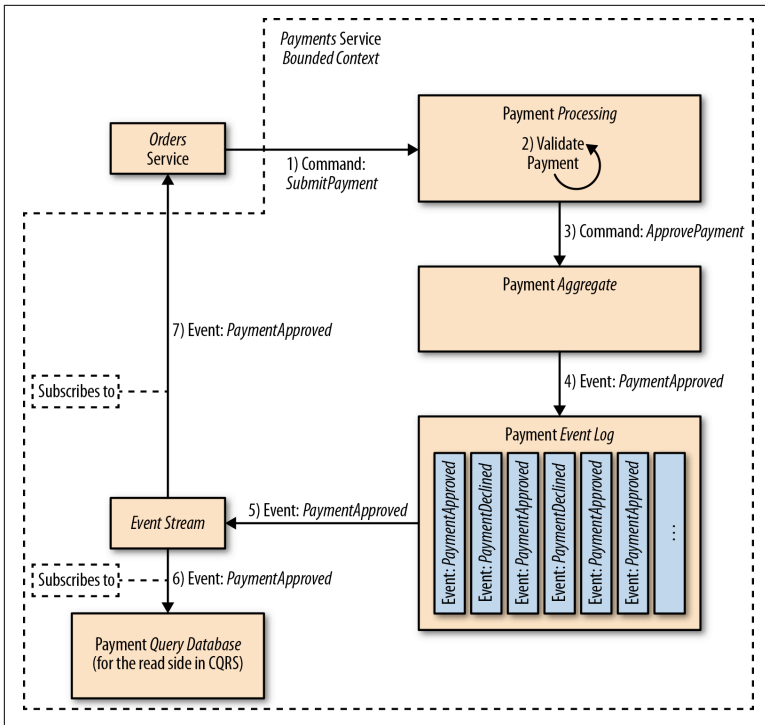 Payments Service
Bounded Context
Orders
Service
1) Command:
SubmitPayment
Payment Processing
2) Validate
Payment
3) Command: ApprovePayment
Payment Aggregate
4) Event: PaymentApproved
Payment Event Log
Event: PaymentApproved
Event: PaymentDeclined
Event: PaymentApproved
Event: PaymentDeclined
Event: PaymentApproved
Event: PaymentApproved
...
5) Event: PaymentApproved
Event Stream
7) Event: PaymentApproved
Subscribes to
Subscribes to
6) Event: PaymentApproved
Payment Query Database
(for the read side in CQRS)